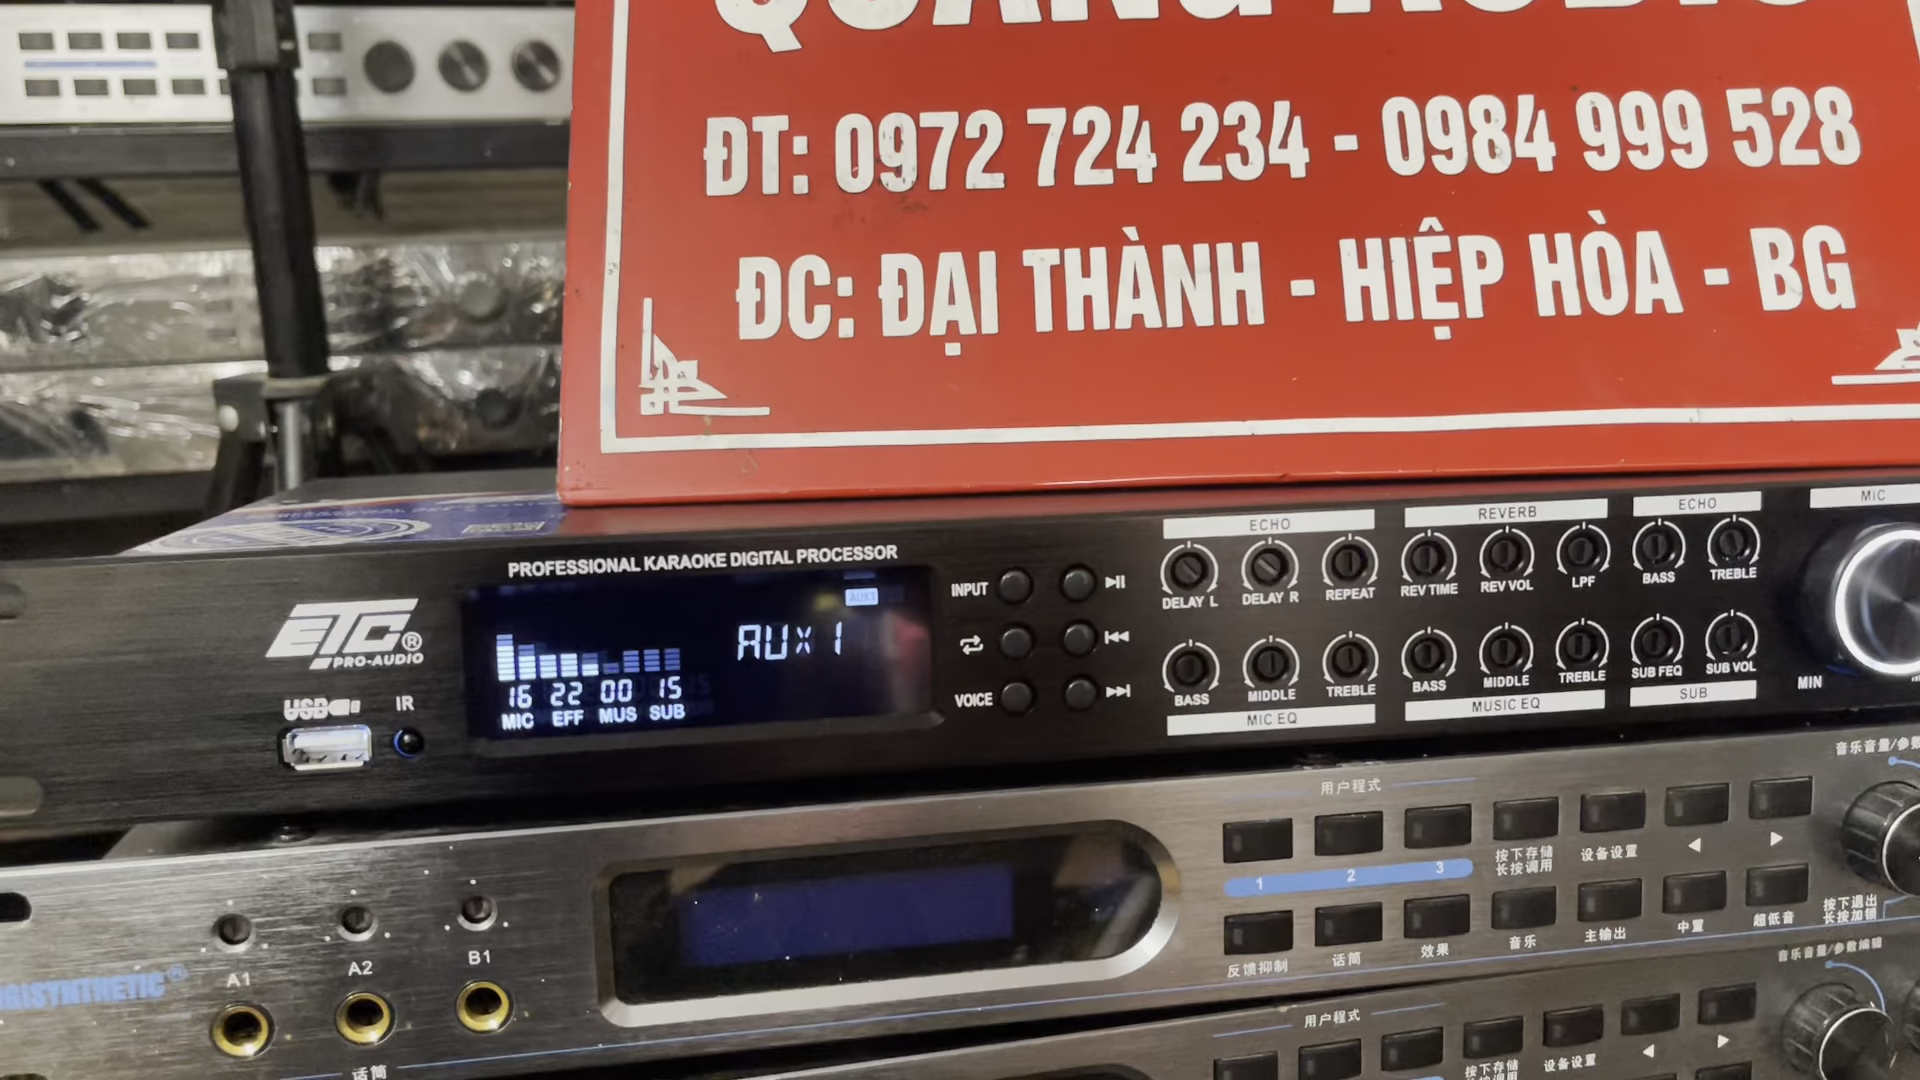 QUANG AUDIO
ĐT: 0972 724 234 - 0984 999 528
ĐC: ĐẠI THÀNH - HIỆP HÒA - BG
PROFESSIONAL KARAOKE DIGITAL PROCESSOR
ETC®
PRO-AUDIO
USB
IR
AUX1
AUX1
16 22 00 15
MIC EFF MUS SUB
INPUT
VOICE
ECHO REVERB ECHO MIC
DELAY L DELAY R REPEAT REV TIME REV VOL LPF BASS TREBLE
BASS MIDDLE TREBLE BASS MIDDLE TREBLE SUB FEQ SUB VOL
MIC EQ MUSIC EQ SUB
MIN
用户程式
音乐音量/参数
1 2 3
按下存储
长按调用
设备设置
反馈抑制 话筒 效果 音乐 主输出 中置 超低音
按下退出
长按加锁
A1 A2 B1
话筒
用户程式
音乐音量/参数编辑
按下存储
设备设置